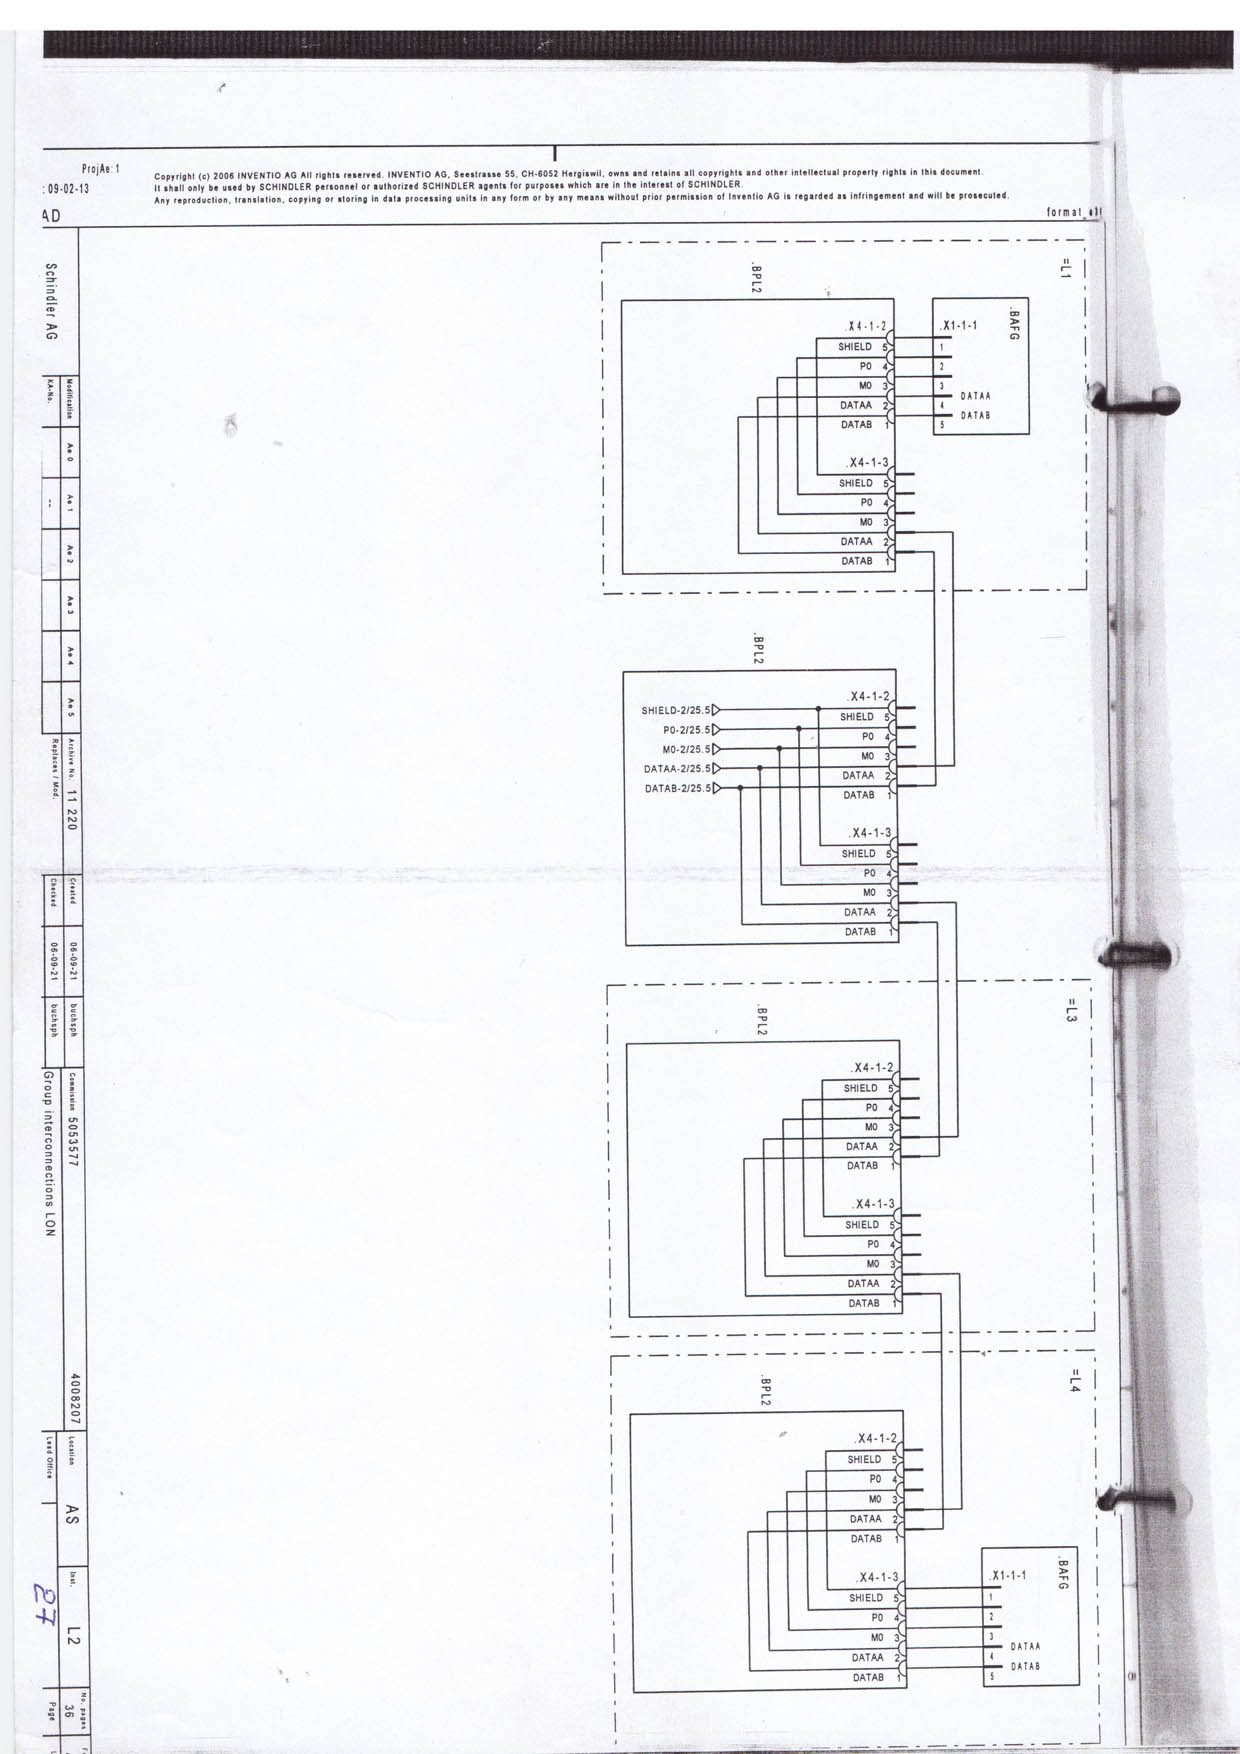 ProjAe: 1
: 09-02-13
AD
Copyright (c) 2006 INVENTIO AG All rights reserved. INVENTIO AG, Seestrasse 55, CH-6052 Hergiswil, owns and retains all copyrights and other intellectual property rights in this document.
It shall only be used by SCHINDLER personnel or authorized SCHINDLER agents for purposes which are in the interest of SCHINDLER.
Any reproduction, translation, copying or storing in data processing units in any form or by any means without prior permission of Inventio AG is regarded as infringement and will be prosecuted.
format_all
=L1
.BPL2
.BAFG
.X4-1-2
SHIELD 5
P0 4
M0 3
DATAA 2
DATAB 1
.X1-1-1
1
2
3
DATAA
4
DATAB
5
.X4-1-3
SHIELD 5
P0 4
M0 3
DATAA 2
DATAB 1
.BPL2
SHIELD-2/25.5
P0-2/25.5
M0-2/25.5
DATAA-2/25.5
DATAB-2/25.5
.X4-1-2
SHIELD 5
P0 4
M0 3
DATAA 2
DATAB 1
.X4-1-3
SHIELD 5
P0 4
M0 3
DATAA 2
DATAB 1
=L3
.BPL2
.X4-1-2
SHIELD 5
P0 4
M0 3
DATAA 2
DATAB 1
.X4-1-3
SHIELD 5
P0 4
M0 3
DATAA 2
DATAB 1
=L4
.BPL2
.X4-1-2
SHIELD 5
P0 4
M0 3
DATAA 2
DATAB 1
.X4-1-3
SHIELD 5
P0 4
M0 3
DATAA 2
DATAB 1
.BAFG
.X1-1-1
1
2
3
DATAA
4
DATAB
5
Schindler AG
Modification Ae 0 Ae 1 Ae 2 Ae 3 Ae 4 Ae 5
KA-No. --
Archive No. 11 220
Replaces / Mod.
Created 06-09-21 buchsph
Checked 06-09-21 buchsph
Commission 5053577 4008207
Group interconnections LON
Location AS
Lead Office
Inst. L2
27
No. pages 36
Page